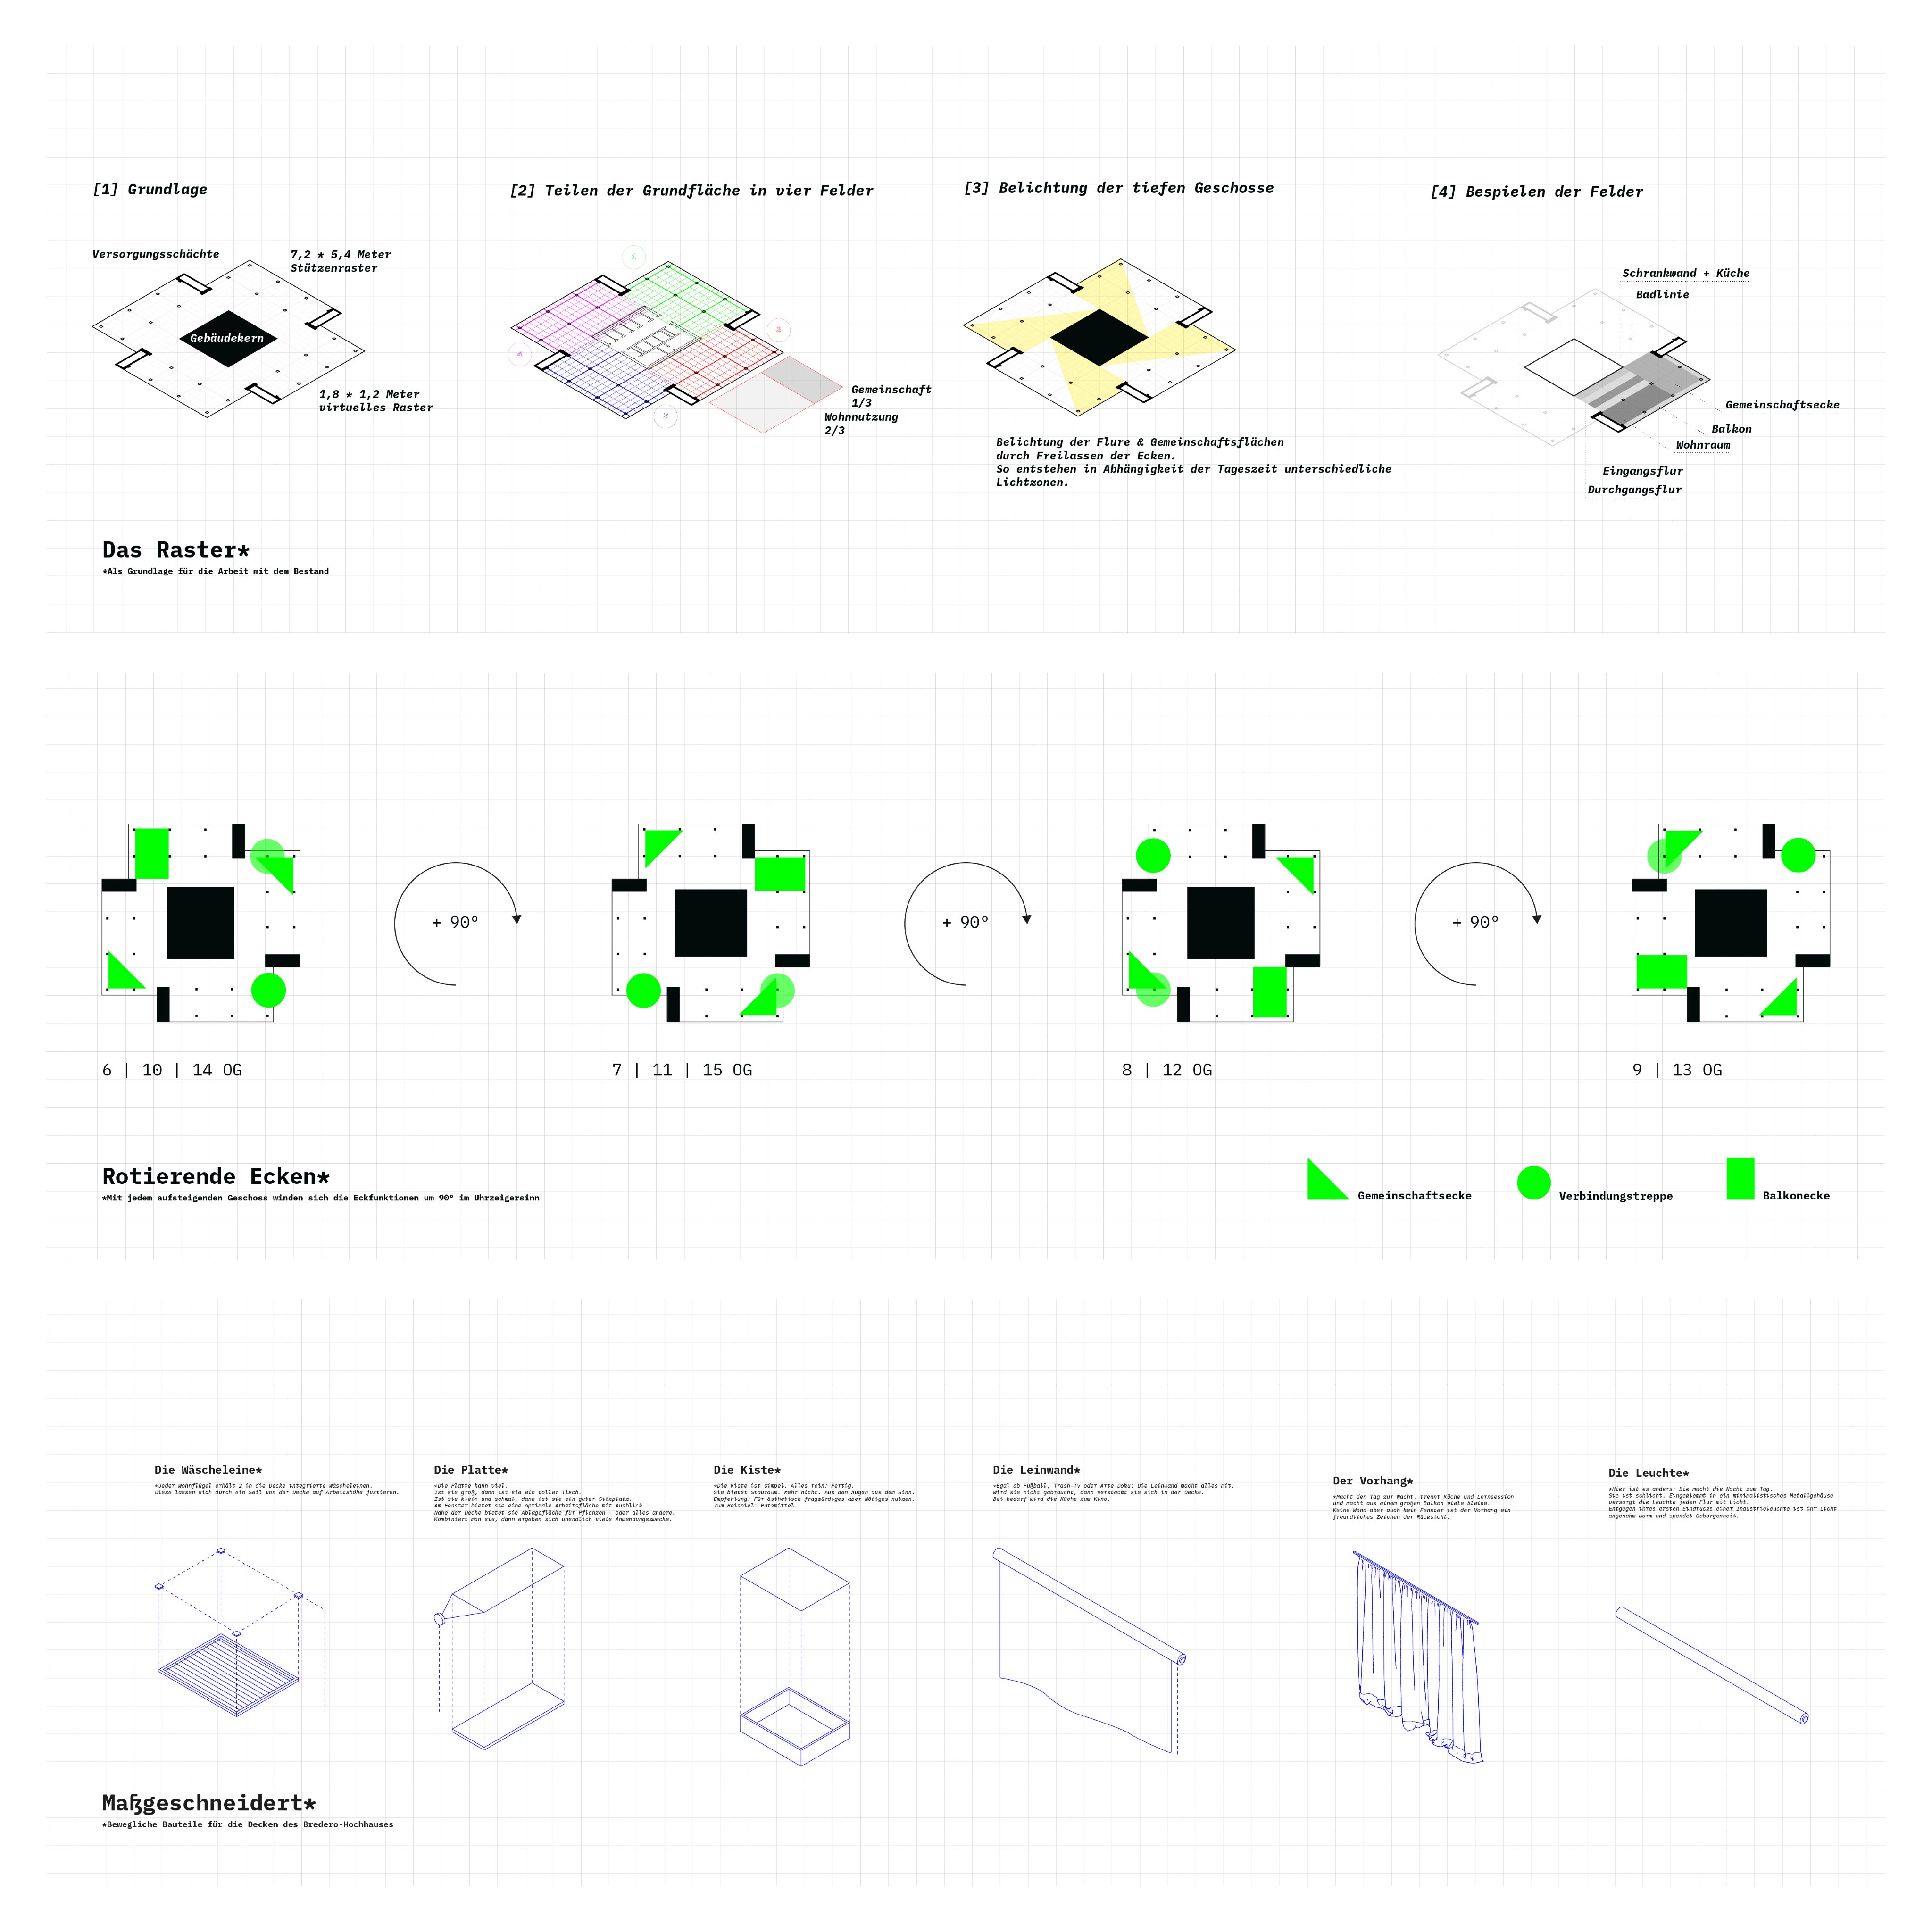 [1] Grundlage
[2] Teilen der Grundfläche in vier Felder
[3] Belichtung der tiefen Geschosse
[4] Bespielen der Felder
Versorgungsschächte
7,2 * 5,4 Meter
Stützenraster
Gebäudekern
1,8 * 1,2 Meter
virtuelles Raster
2
4
3
Gemeinschaft
1/3
Wohnnutzung
2/3
Belichtung der Flure & Gemeinschaftsflächen
durch Freilassen der Ecken.
So entstehen in Abhängigkeit der Tageszeit unterschiedliche
Lichtzonen.
Schrankwand + Küche
Badlinie
Gemeinschaftsecke
Balkon
Wohnraum
Eingangsflur
Durchgangsflur
Das Raster*
*Als Grundlage für die Arbeit mit dem Bestand
+ 90°
+ 90°
+ 90°
6 | 10 | 14 OG
7 | 11 | 15 OG
8 | 12 OG
9 | 13 OG
Rotierende Ecken*
*Mit jedem aufsteigenden Geschoss winden sich die Eckfunktionen um 90° im Uhrzeigersinn
Gemeinschaftsecke
Verbindungstreppe
Balkonecke
Die Wäscheleine*
*Jeder Wohnflügel erhält 2 in die Decke integrierte Wäscheleinen.
Diese lassen sich durch ein Seil von der Decke auf Arbeitshöhe justieren.
Die Platte*
*Die Platte kann viel.
Ist sie groß, dann ist sie ein toller Tisch.
Ist sie klein und schmal, dann ist sie ein guter Sitzplatz.
Am Fenster bietet sie eine optimale Arbeitsfläche mit Ausblick.
Nahe der Decke bietet sie Ablagefläche für Pflanzen - oder alles andere.
Kombiniert man sie, dann ergeben sich unendlich viele Anwendungszwecke.
Die Kiste*
*Die Kiste ist simpel. Alles rein: Fertig.
Sie bietet Stauraum. Mehr nicht. Aus den Augen aus dem Sinn.
Empfehlung: Für ästhetisch fragwürdiges aber nötiges nutzen.
Zum Beispiel: Putzmittel.
Die Leinwand*
*Egal ob Fußball, Trash-TV oder Arte Doku: Die Leinwand macht alles mit.
Wird sie nicht gebraucht, dann versteckt sie sich in der Decke.
Bei bedarf wird die Küche zum Kino.
Der Vorhang*
*Macht den Tag zur Nacht, trennt Küche und Lernsession
und macht aus einem großen Balkon viele kleine.
Keine Wand aber auch kein Fenster ist der Vorhang ein
freundliches Zeichen der Rücksicht.
Die Leuchte*
*Hier ist es anders: Sie macht die Nacht zum Tag.
Sie ist schlicht. Eingeklemmt in ein minimalistisches Metallgehäuse
versorgt die Leuchte jeden Flur mit Licht.
Entgegen ihres ersten Eindrucks einer Industrieleuchte ist ihr Licht
angenehm warm und spendet Geborgenheit.
Maßgeschneidert*
*Bewegliche Bauteile für die Decken des Bredero-Hochhauses